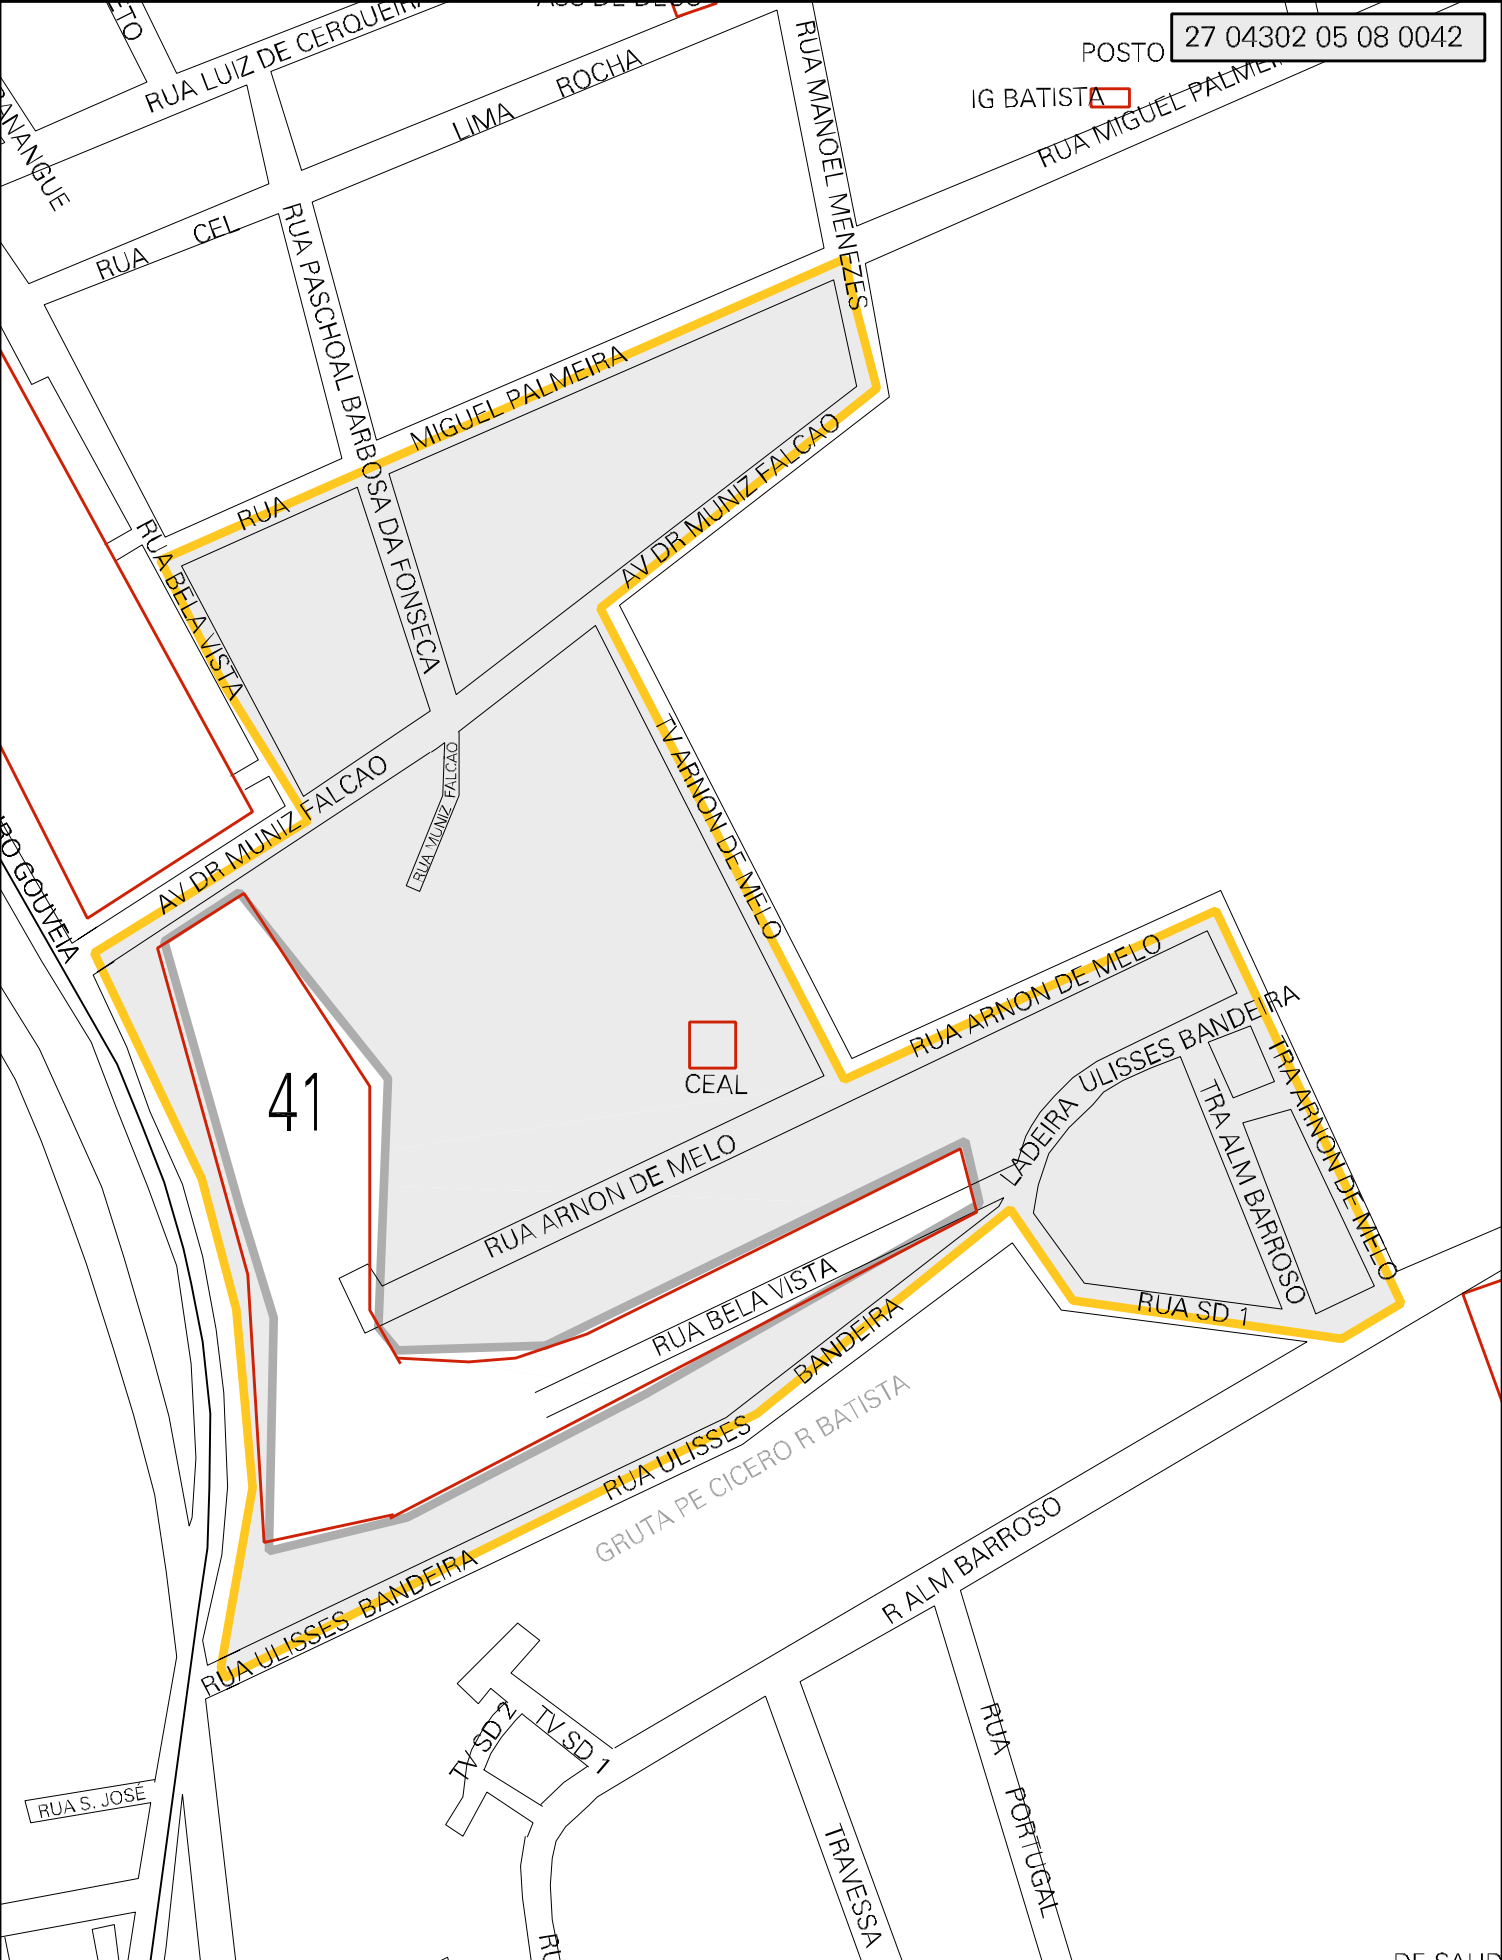 27 04302 05 08 0042
POSTO
IG BATISTA
RUA LUIZ DE CERQUEIRA
LIMA ROCHA
RUA CEL
RUA MANOEL MENEZES
RUA MIGUEL PALMEI
RUA PASCHOAL BARBOSA DA FONSECA
RUA MIGUEL PALMEIRA
RUA BELA VISTA
AV DR MUNIZ FALCAO
AV DR MUNIZ FALCAO
RUA MUNIZ FALCAO
TV ARNON DE MELO
GOUVEIA
41
CEAL
RUA ARNON DE MELO
RUA ARNON DE MELO
LADEIRA ULISSES BANDEIRA
TRA ARNON DE MELO
TRA ALM BARROSO
RUA SD 1
RUA BELA VISTA
RUA ULISSES BANDEIRA
RUA ULISSES BANDEIRA
GRUTA PE CICERO R BATISTA
R ALM BARROSO
TV SD 2
TV SD 1
RUA S. JOSÉ
RUA PORTUGAL
TRAVESSA